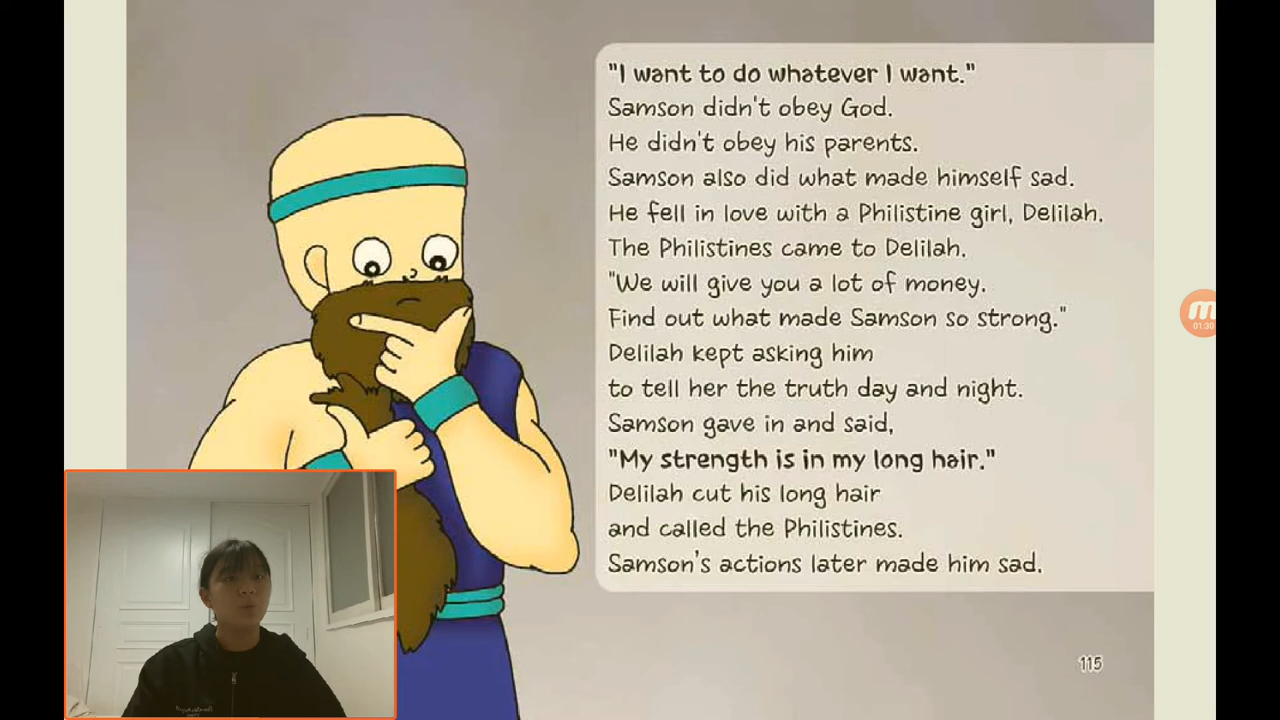 "I want to do whatever I want."
Samson didn't obey God.
He didn't obey his parents.
Samson also did what made himself sad.
He fell in love with a Philistine girl, Delilah.
The Philistines came to Delilah.
"We will give you a lot of money.
Find out what made Samson so strong."
Delilah kept asking him
to tell her the truth day and night.
Samson gave in and said,
"My strength is in my long hair."
Delilah cut his long hair
and called the Philistines.
Samson's actions later made him sad.
115
01:30